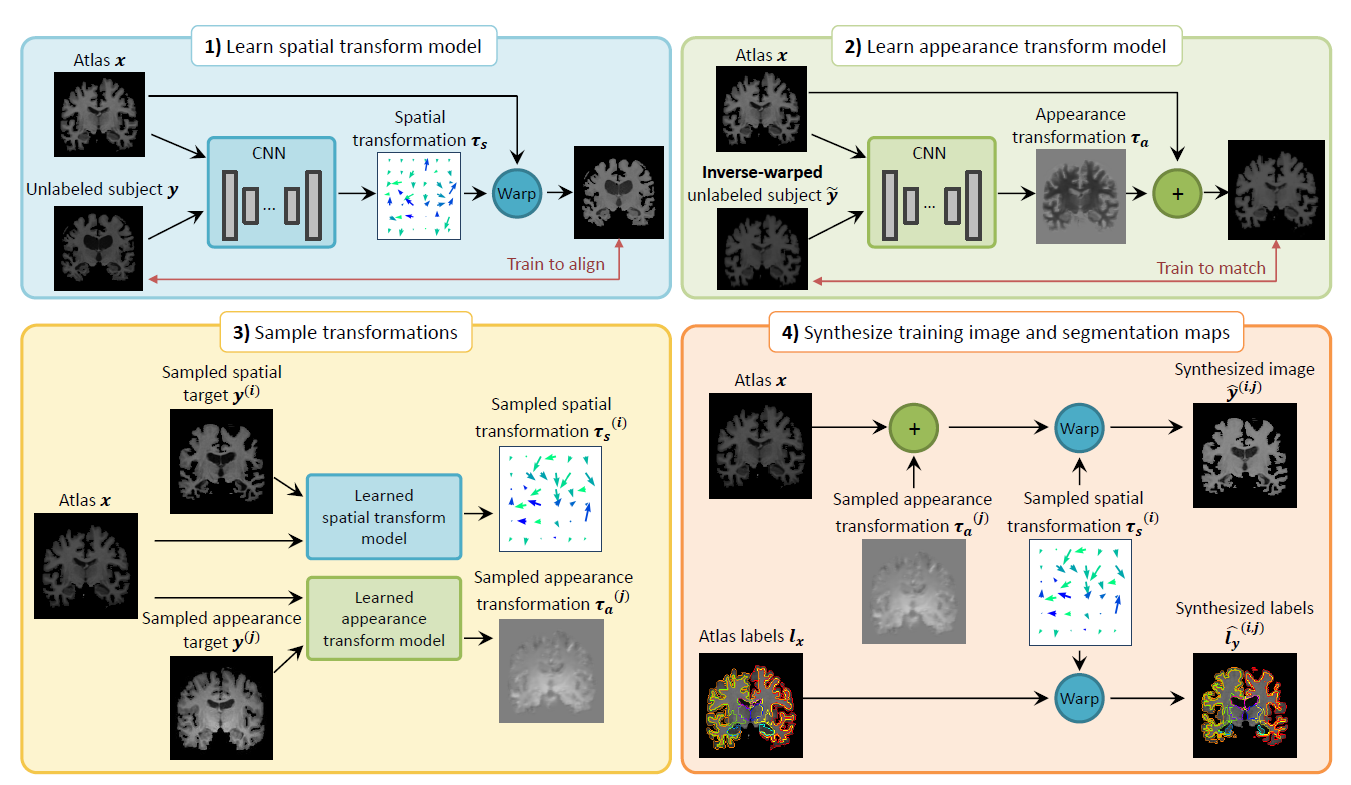 1) Learn spatial transform model
Atlas x
Unlabeled subject y
CNN
...
Spatial
transformation τₛ
Warp
Train to align
2) Learn appearance transform model
Atlas x
Inverse-warped
unlabeled subject ỹ
CNN
...
Appearance
transformation τₐ
+
Train to match
3) Sample transformations
Sampled spatial
target y⁽ⁱ⁾
Atlas x
Sampled appearance
target y⁽ʲ⁾
Learned
spatial transform
model
Learned
appearance
transform model
Sampled spatial
transformation τₛ⁽ⁱ⁾
Sampled appearance
transformation τₐ⁽ʲ⁾
4) Synthesize training image and segmentation maps
Atlas x
+
Warp
Synthesized image
ŷ⁽ⁱ,ʲ⁾
Sampled appearance
transformation τₐ⁽ʲ⁾
Sampled spatial
transformation τₛ⁽ⁱ⁾
Atlas labels lₓ
Warp
Synthesized labels
l̂_y⁽ⁱ,ʲ⁾